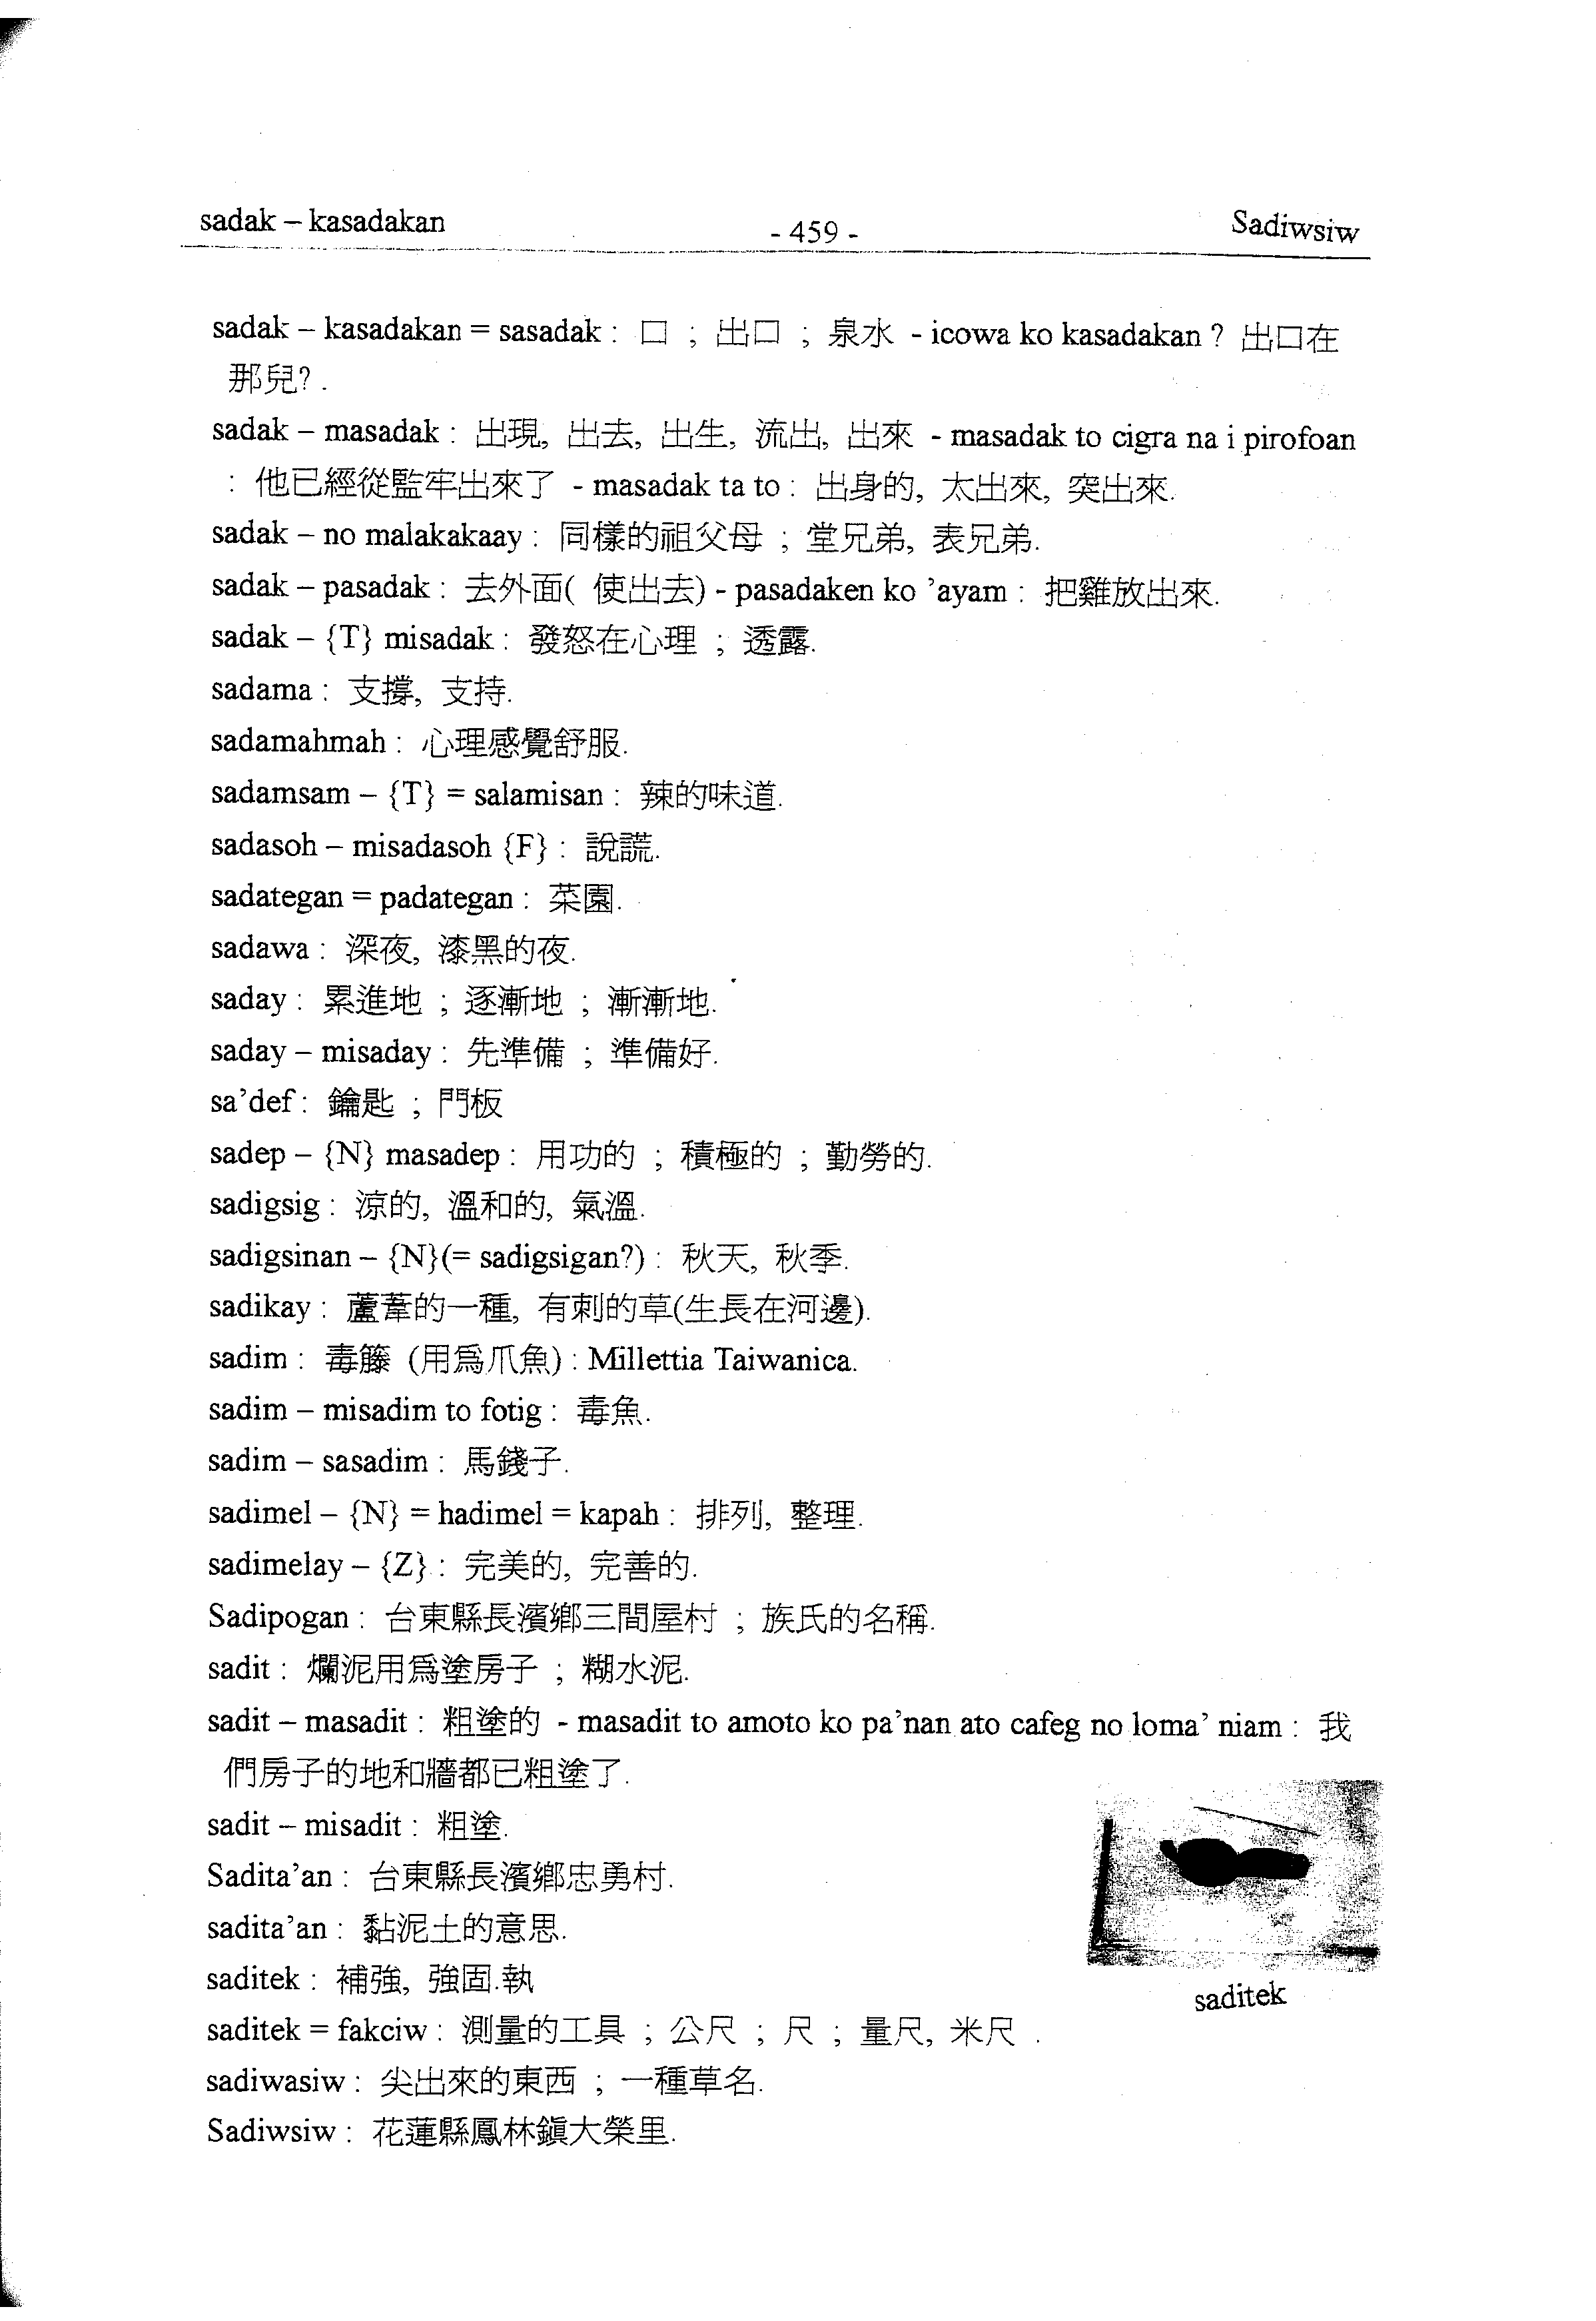 sadak – kasadakan
- 459 -
Sadiwsiw
sadak – kasadakan = sasadak : 口 ; 出口 ; 泉水 - icowa ko kasadakan ? 出口在
那兒? .
sadak – masadak : 出現, 出去, 出生, 流出, 出來 - masadak to cigra na i pirofoan
: 他已經從監牢出來了 - masadak ta to : 出身的, 太出來, 突出來.
sadak – no malakakaay : 同樣的祖父母 ; 堂兄弟, 表兄弟.
sadak – pasadak : 去外面( 使出去) - pasadaken ko ’ayam : 把雞放出來.
sadak – {T} misadak : 發怒在心理 ; 透露.
sadama : 支撐, 支持.
sadamahmah : 心理感覺舒服.
sadamsam – {T} = salamisan : 辣的味道.
sadasoh – misadasoh {F} : 說謊.
sadategan = padategan : 菜園.
sadawa : 深夜, 漆黑的夜.
saday : 累進地 ; 逐漸地 ; 漸漸地.
saday – misaday : 先準備 ; 準備好.
sa’def : 鑰匙 ; 門板
sadep – {N} masadep : 用功的 ; 積極的 ; 勤勞的.
sadigsig : 涼的, 溫和的, 氣溫.
sadigsinan – {N}(= sadigsigan?) : 秋天, 秋季.
sadikay : 蘆葦的一種, 有刺的草(生長在河邊).
sadim : 毒籐 (用爲爪魚) : Millettia Taiwanica.
sadim – misadim to fotig : 毒魚.
sadim – sasadim : 馬錢子.
sadimel – {N} = hadimel = kapah : 排列, 整理.
sadimelay – {Z} : 完美的, 完善的.
Sadipogan : 台東縣長濱鄉三間屋村 ; 族氏的名稱.
sadit : 爛泥用爲塗房子 ; 糊水泥.
sadit – masadit : 粗塗的 - masadit to amoto ko pa’nan ato cafeg no loma’ niam : 我
們房子的地和牆都已粗塗了.
sadit – misadit : 粗塗.
Sadita’an : 台東縣長濱鄉忠勇村.
sadita’an : 黏泥土的意思.
saditek : 補強, 強固.執
saditek
saditek = fakciw : 測量的工具 ; 公尺 ; 尺 ; 量尺, 米尺 .
sadiwasiw : 尖出來的東西 ; 一種草名.
Sadiwsiw : 花蓮縣鳳林鎭大榮里.